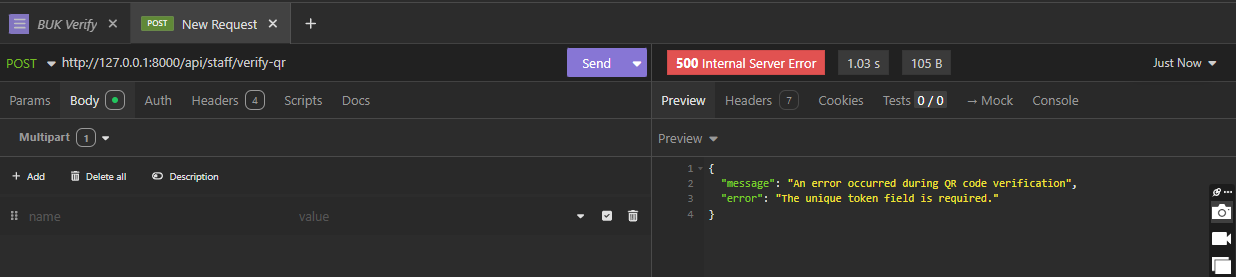 BUK Verify
POST New Request
POST http://127.0.0.1:8000/api/staff/verify-qr Send
500 Internal Server Error 1.03 s 105 B Just Now
Params Body Auth Headers 4 Scripts Docs
Preview Headers 7 Cookies Tests 0 / 0 → Mock Console
Multipart 1
Preview
+ Add Delete all Description
name value
1 {
2 "message": "An error occurred during QR code verification",
3 "error": "The unique token field is required."
4 }